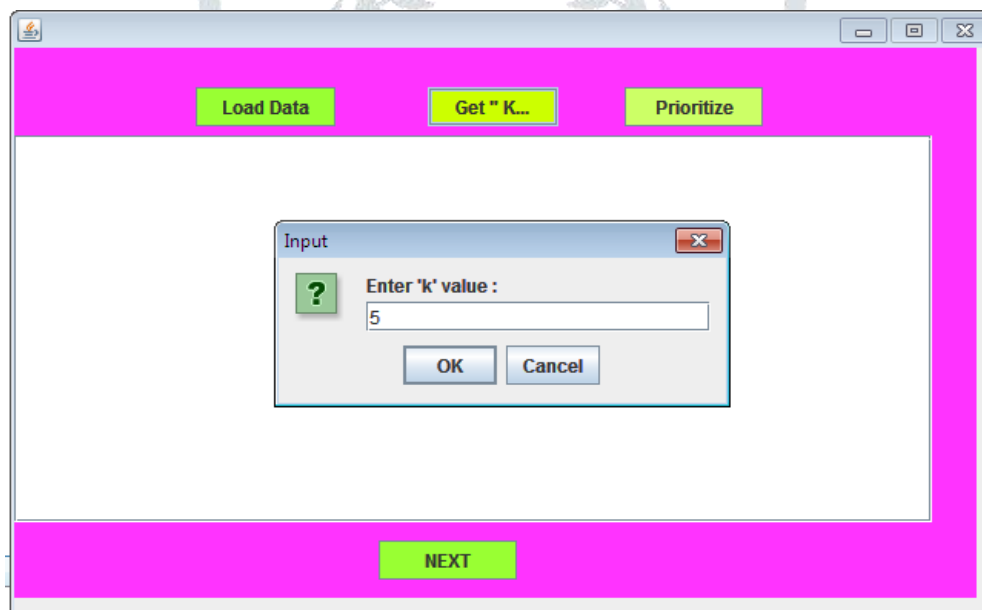 Load Data
Get " K...
Prioritize
Input
?
Enter 'k' value :
5
OK
Cancel
NEXT